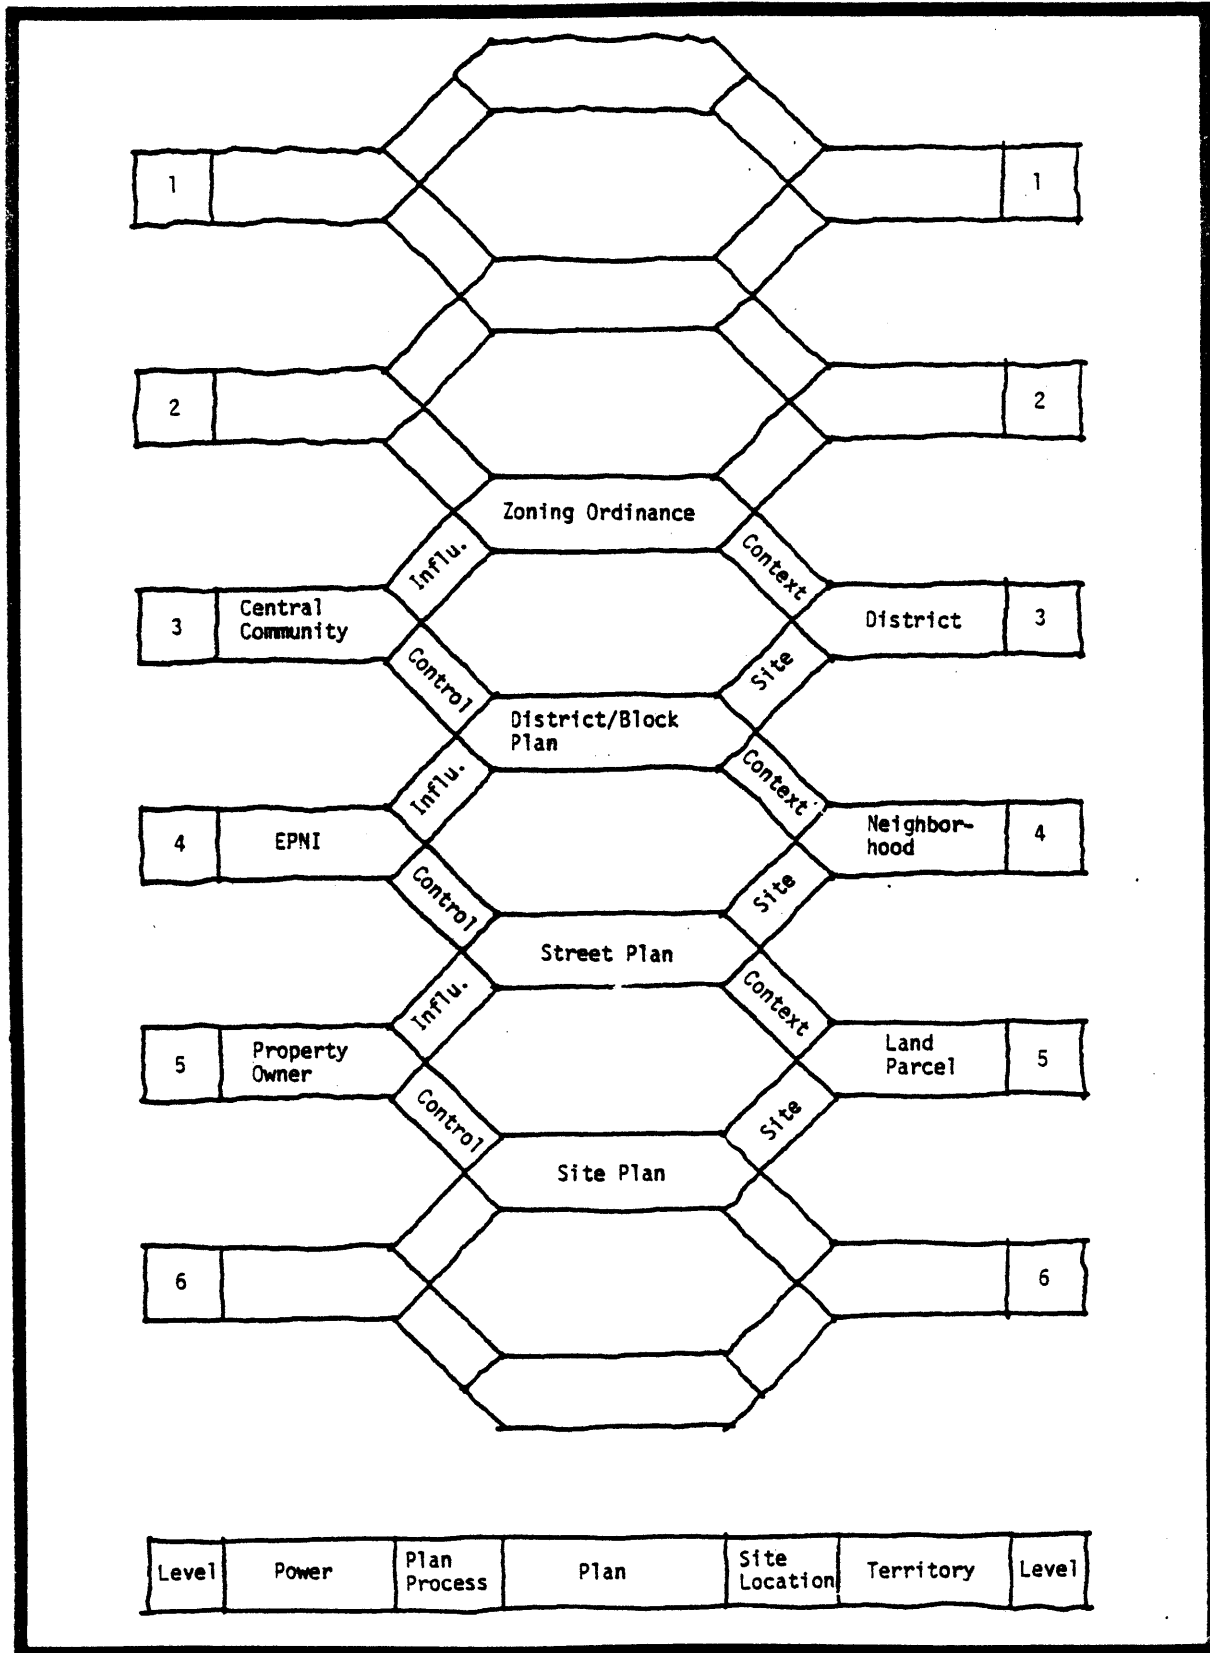 1
1
2
2
Zoning Ordinance
Influ.
Context
3
Central
Community
District
3
Control
Site
District/Block
Plan
Influ.
Context
4
EPNI
Neighbor-
hood
4
Control
Site
Street Plan
Influ.
Context
5
Property
Owner
Land
Parcel
5
Control
Site
Site Plan
6
6
Level
Power
Plan
Process
Plan
Site
Location
Territory
Level